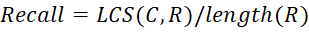 Recall = LCS(C,R)/length(R)